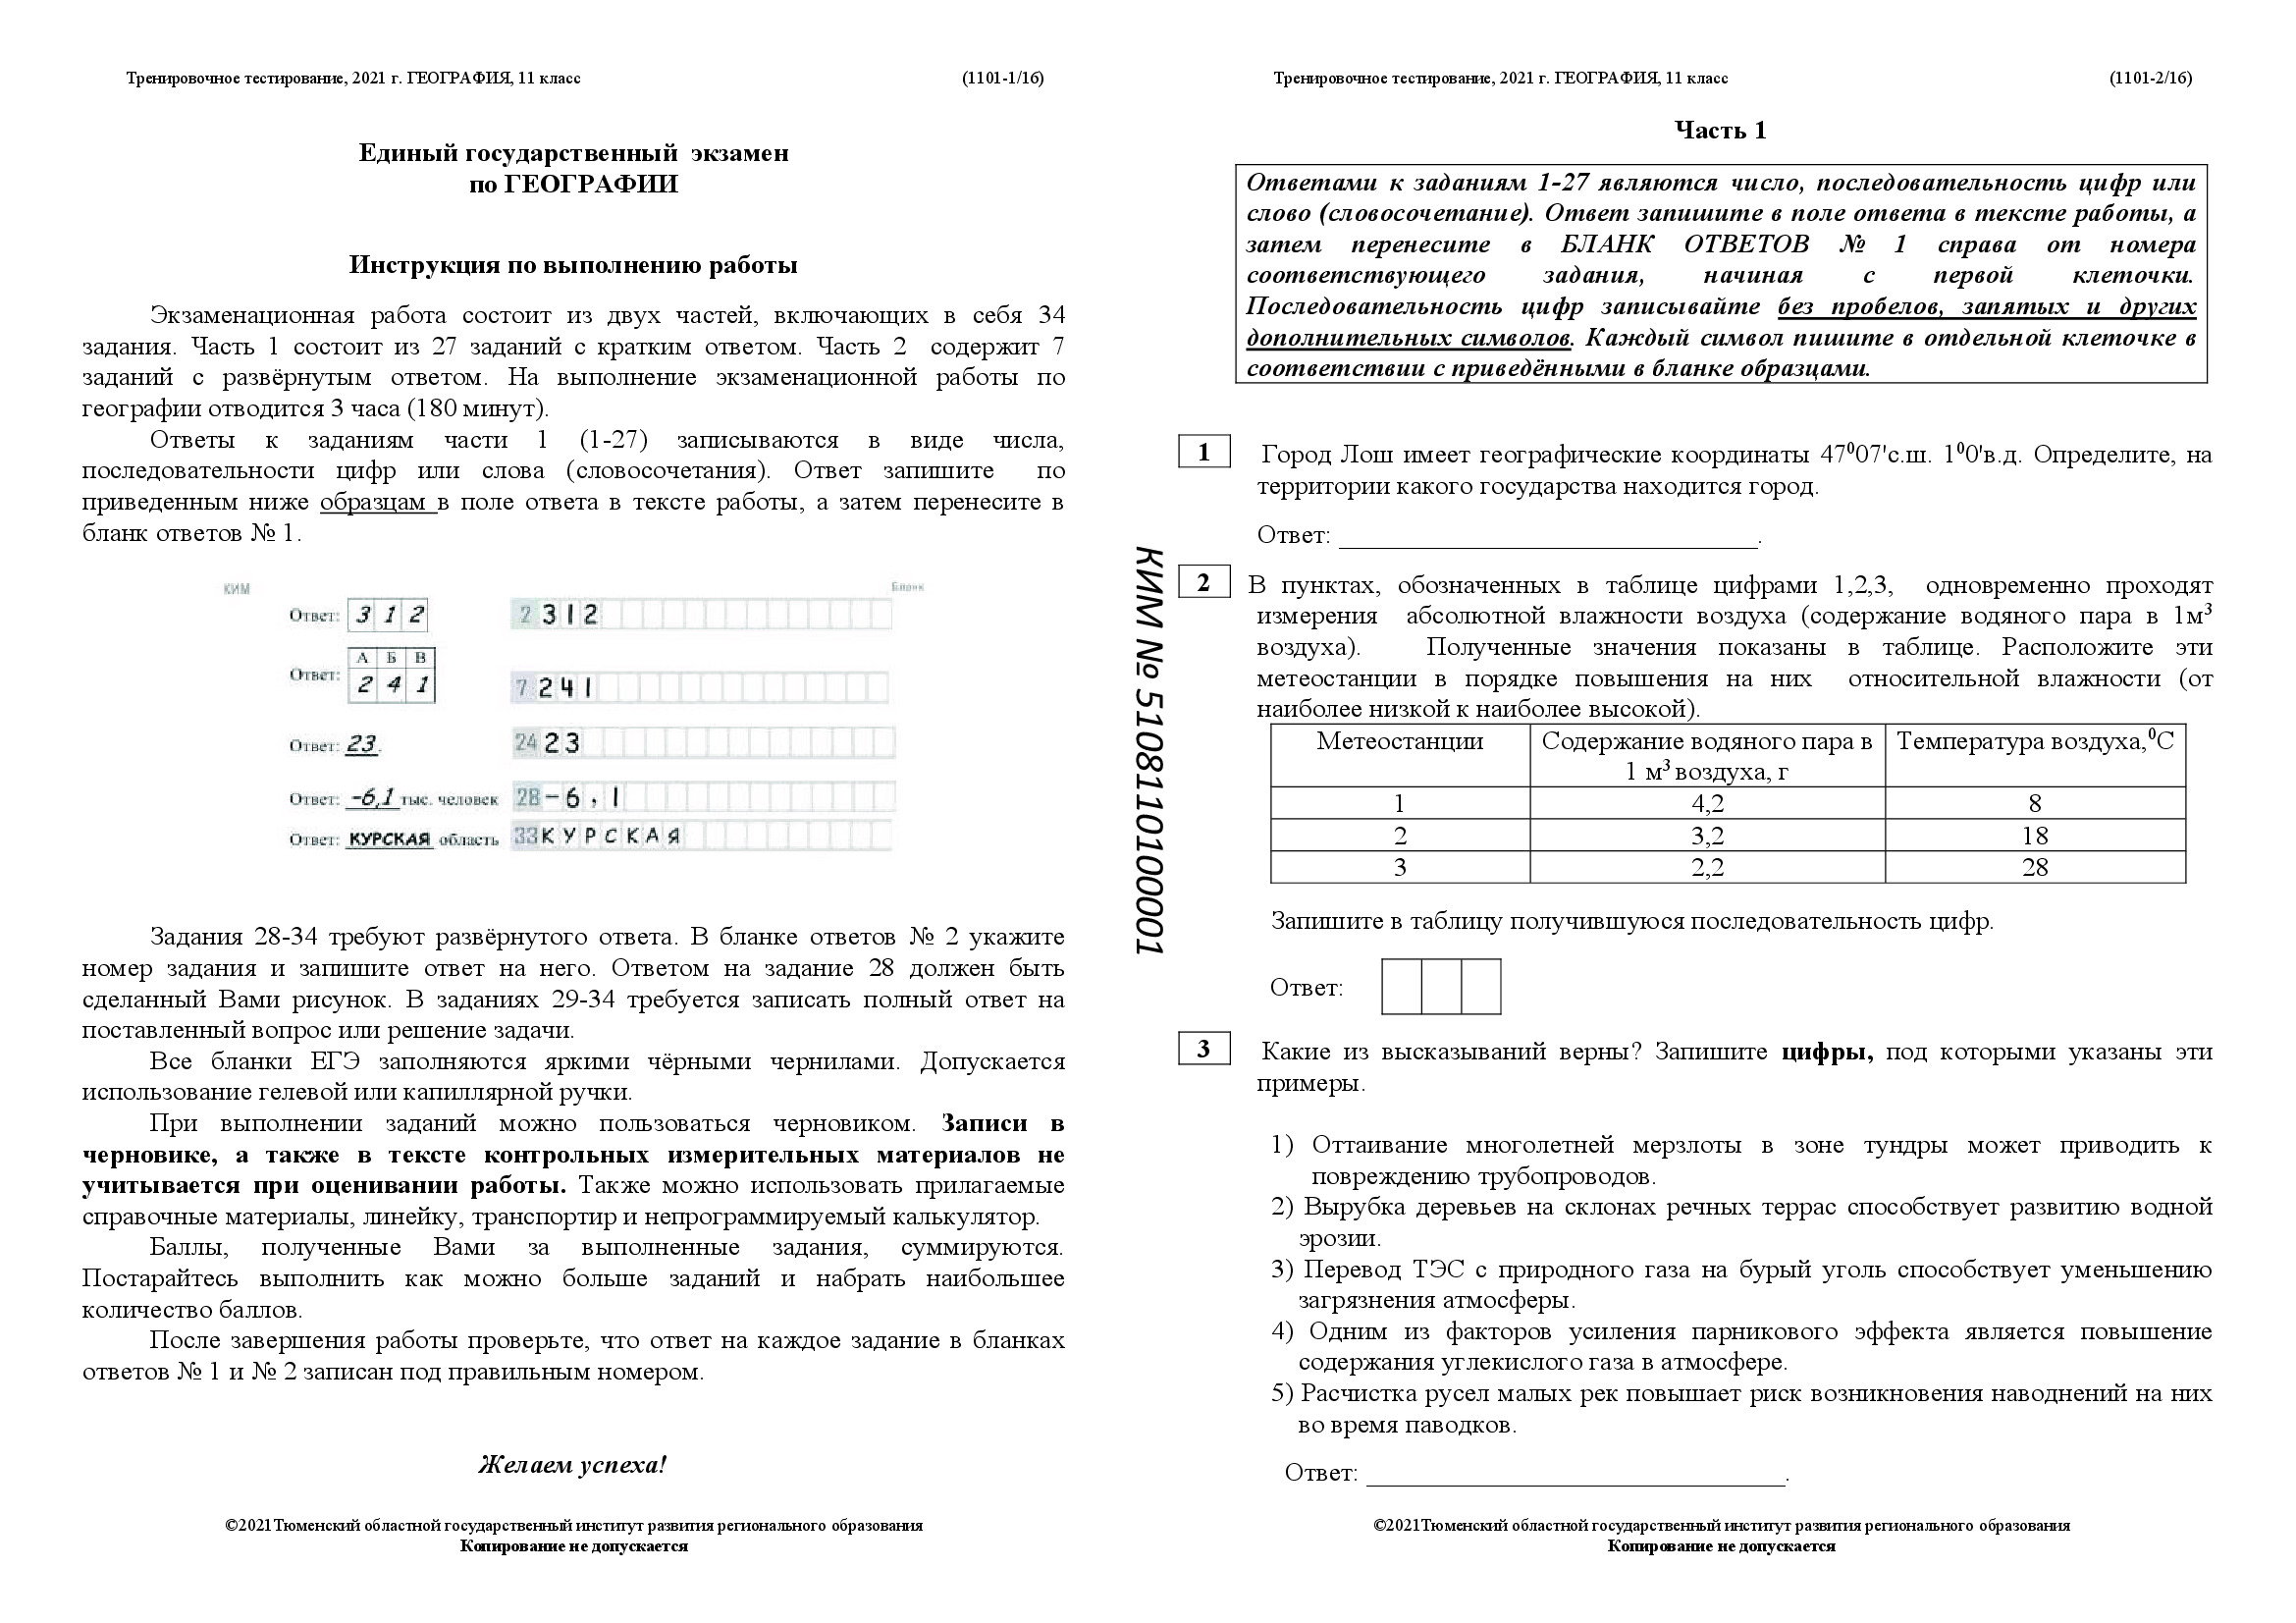 Тренировочное тестирование, 2021 г. ГЕОГРАФИЯ, 11 класс (1101-1/16)
Единый государственный экзамен
по ГЕОГРАФИИ
Инструкция по выполнению работы
Экзаменационная работа состоит из двух частей, включающих в себя 34
задания. Часть 1 состоит из 27 заданий с кратким ответом. Часть 2 содержит 7
заданий с развёрнутым ответом. На выполнение экзаменационной работы по
географии отводится 3 часа (180 минут).
Ответы к заданиям части 1 (1-27) записываются в виде числа,
последовательности цифр или слова (словосочетания). Ответ запишите по
приведенным ниже образцам в поле ответа в тексте работы, а затем перенесите в
бланк ответов № 1.
КИМ Бланк
Ответ: 3 1 2 2 3 1 2
А Б В
Ответ: 2 4 1 7 2 4 1
Ответ: 23. 24 2 3
Ответ: -6,1 тыс. человек 28 - 6 , 1
Ответ: КУРСКАЯ область 33 К У Р С К А Я
Задания 28-34 требуют развёрнутого ответа. В бланке ответов № 2 укажите
номер задания и запишите ответ на него. Ответом на задание 28 должен быть
сделанный Вами рисунок. В заданиях 29-34 требуется записать полный ответ на
поставленный вопрос или решение задачи.
Все бланки ЕГЭ заполняются яркими чёрными чернилами. Допускается
использование гелевой или капиллярной ручки.
При выполнении заданий можно пользоваться черновиком. Записи в
черновике, а также в тексте контрольных измерительных материалов не
учитывается при оценивании работы. Также можно использовать прилагаемые
справочные материалы, линейку, транспортир и непрограммируемый калькулятор.
Баллы, полученные Вами за выполненные задания, суммируются.
Постарайтесь выполнить как можно больше заданий и набрать наибольшее
количество баллов.
После завершения работы проверьте, что ответ на каждое задание в бланках
ответов № 1 и № 2 записан под правильным номером.
Желаем успеха!
©2021Тюменский областной государственный институт развития регионального образования
Копирование не допускается
КИМ № 5108110100001
Тренировочное тестирование, 2021 г. ГЕОГРАФИЯ, 11 класс (1101-2/16)
Часть 1
Ответами к заданиям 1-27 являются число, последовательность цифр или
слово (словосочетание). Ответ запишите в поле ответа в тексте работы, а
затем перенесите в БЛАНК ОТВЕТОВ № 1 справа от номера
соответствующего задания, начиная с первой клеточки.
Последовательность цифр записывайте без пробелов, запятых и других
дополнительных символов. Каждый символ пишите в отдельной клеточке в
соответствии с приведёнными в бланке образцами.
1 Город Лош имеет географические координаты 47⁰07'с.ш. 1⁰0'в.д. Определите, на
территории какого государства находится город.
Ответ: ______________________________.
2 В пунктах, обозначенных в таблице цифрами 1,2,3, одновременно проходят
измерения абсолютной влажности воздуха (содержание водяного пара в 1м³
воздуха). Полученные значения показаны в таблице. Расположите эти
метеостанции в порядке повышения на них относительной влажности (от
наиболее низкой к наиболее высокой).
Метеостанции Содержание водяного пара в Температура воздуха,⁰С
1 м³ воздуха, г
1 4,2 8
2 3,2 18
3 2,2 28
Запишите в таблицу получившуюся последовательность цифр.
Ответ:
3 Какие из высказываний верны? Запишите цифры, под которыми указаны эти
примеры.
1) Оттаивание многолетней мерзлоты в зоне тундры может приводить к
повреждению трубопроводов.
2) Вырубка деревьев на склонах речных террас способствует развитию водной
эрозии.
3) Перевод ТЭС с природного газа на бурый уголь способствует уменьшению
загрязнения атмосферы.
4) Одним из факторов усиления парникового эффекта является повышение
содержания углекислого газа в атмосфере.
5) Расчистка русел малых рек повышает риск возникновения наводнений на них
во время паводков.
Ответ: ______________________________.
©2021Тюменский областной государственный институт развития регионального образования
Копирование не допускается